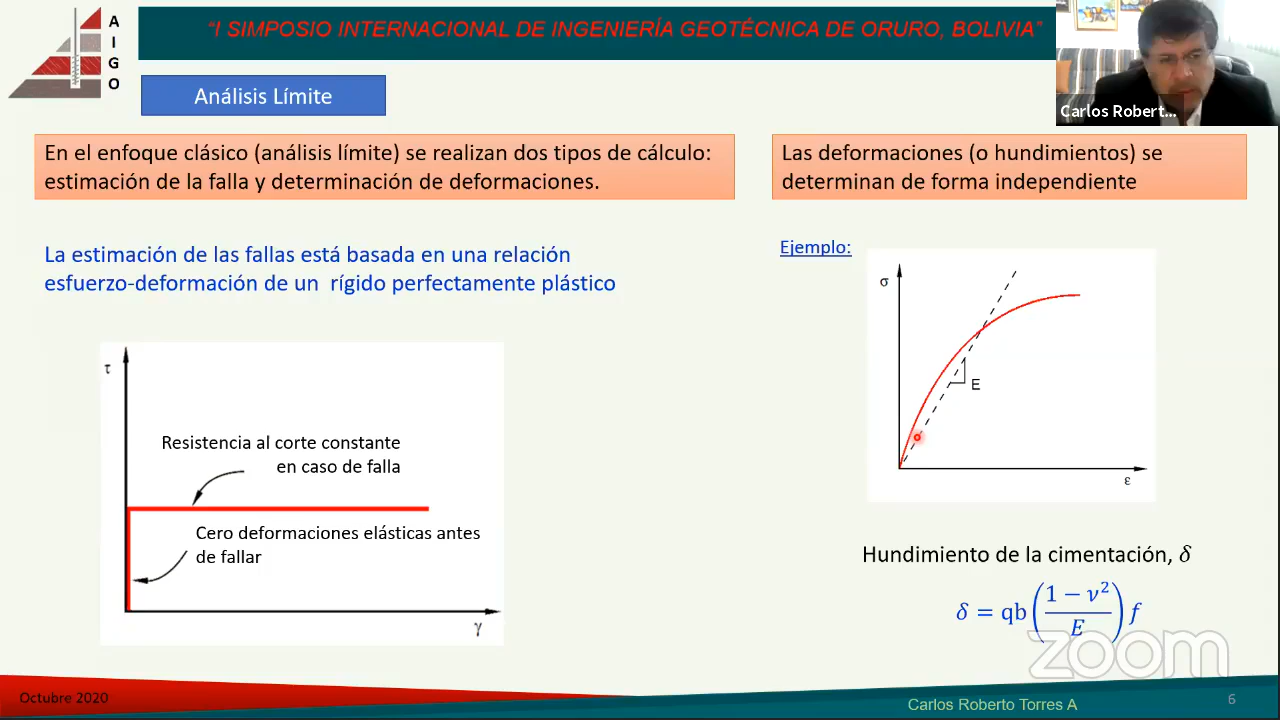 A
I
G
O
“I SIMPOSIO INTERNACIONAL DE INGENIERÍA GEOTÉCNICA DE ORURO, BOLIVIA”
Carlos Robert...
Análisis Límite
En el enfoque clásico (análisis límite) se realizan dos tipos de cálculo:
estimación de la falla y determinación de deformaciones.
Las deformaciones (o hundimientos) se
determinan de forma independiente
La estimación de las fallas está basada en una relación
esfuerzo-deformación de un rígido perfectamente plástico
Ejemplo:
σ
E
ε
τ
Resistencia al corte constante
en caso de falla
Cero deformaciones elásticas antes
de fallar
γ
Hundimiento de la cimentación, δ
δ = qb((1 − ν²)/E) f
zoom
Octubre 2020
Carlos Roberto Torres A
6